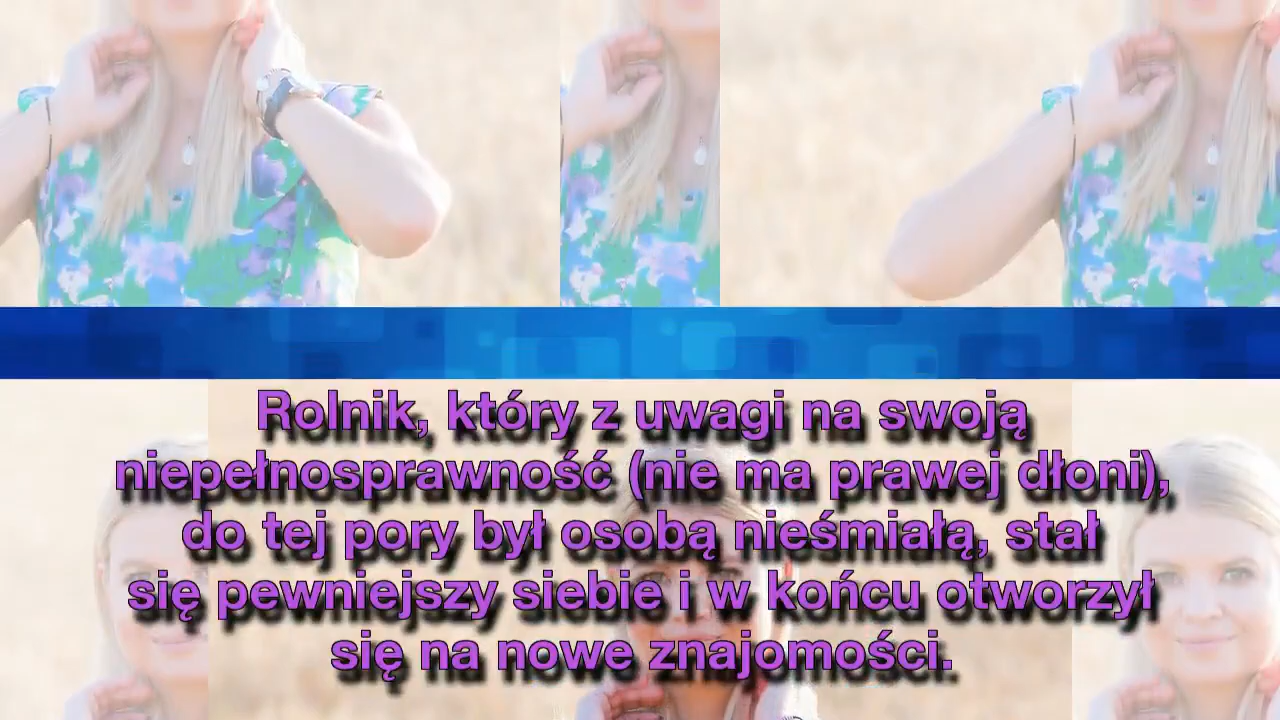 Rolnik, który z uwagi na swoją
niepełnosprawność (nie ma prawej dłoni),
do tej pory był osobą nieśmiałą, stał
się pewniejszy siebie i w końcu otworzył
się na nowe znajomości.